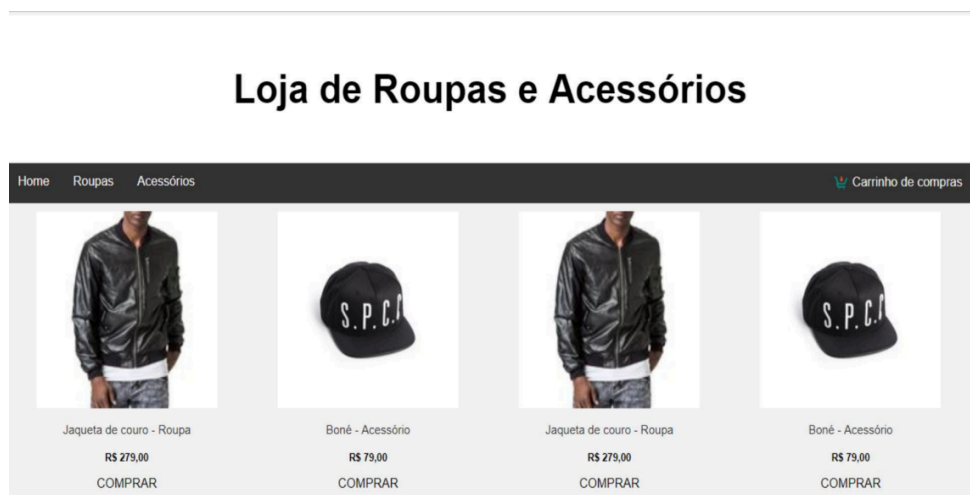 Loja de Roupas e Acessórios
Home Roupas Acessórios Carrinho de compras
S.P.C. S.P.C.
Jaqueta de couro - Roupa Boné - Acessório Jaqueta de couro - Roupa Boné - Acessório
R$ 279,00 R$ 79,00 R$ 279,00 R$ 79,00
COMPRAR COMPRAR COMPRAR COMPRAR